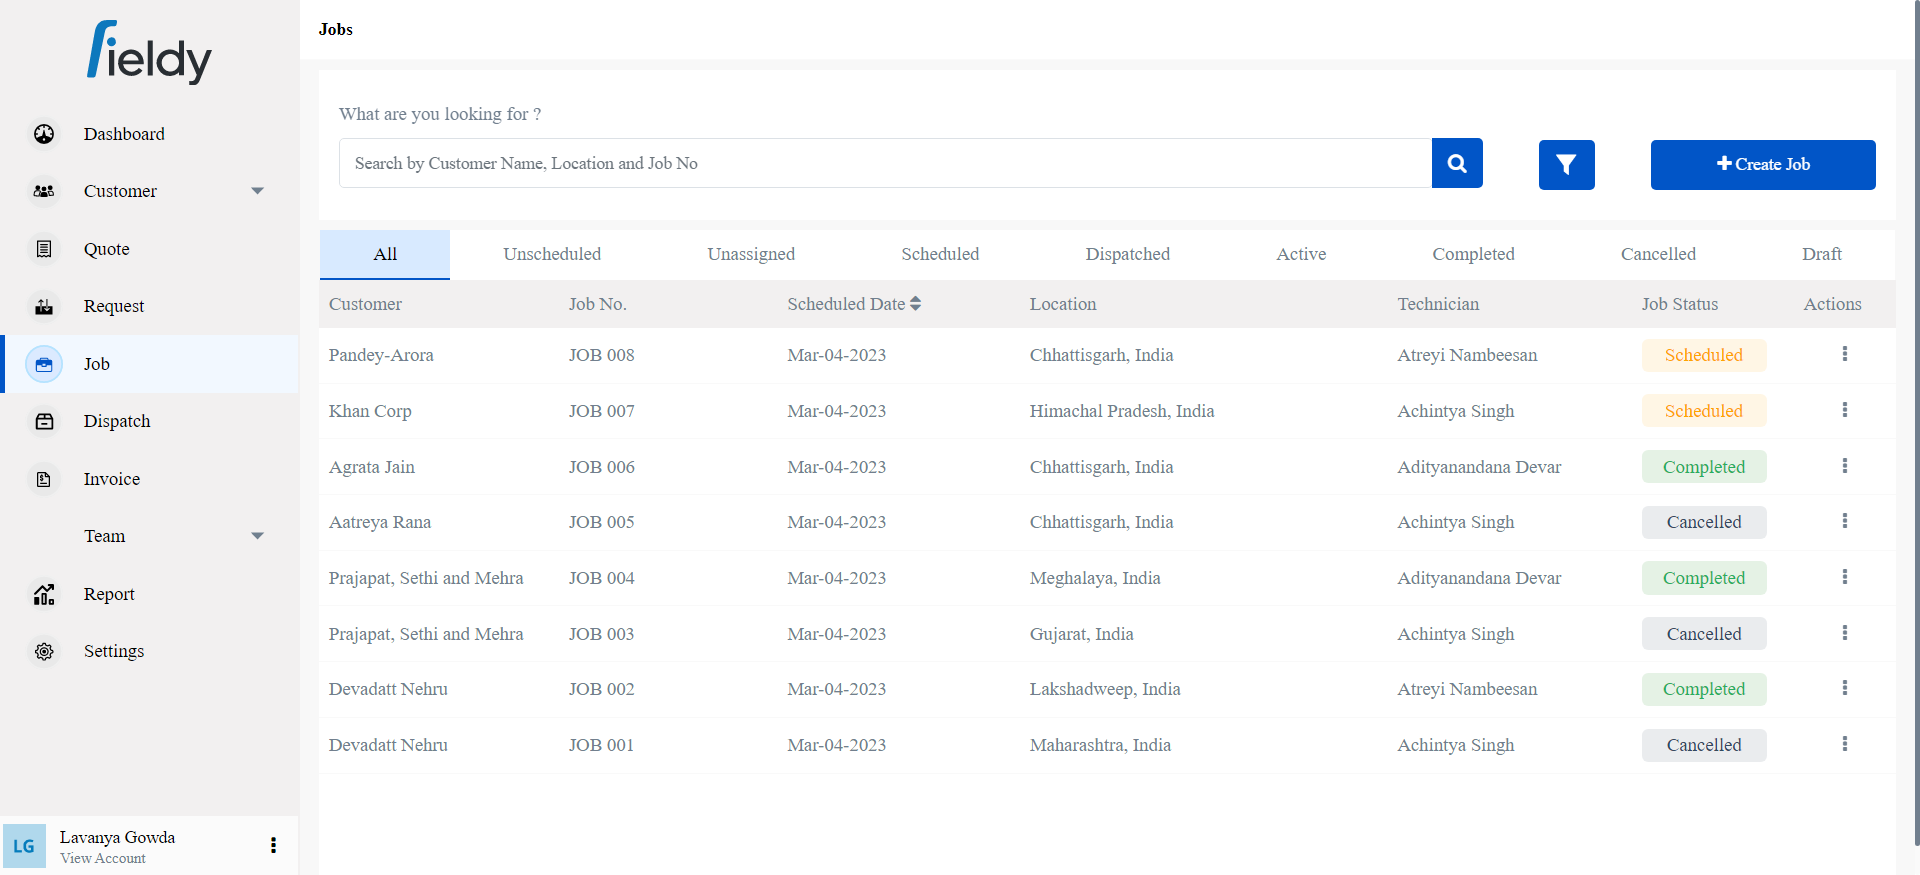 fieldy
Dashboard
Customer
Quote
Request
Job
Dispatch
Invoice
Team
Report
Settings
LG
Lavanya Gowda
View Account
Jobs
What are you looking for ?
Search by Customer Name, Location and Job No
Create Job
All Unscheduled Unassigned Scheduled Dispatched Active Completed Cancelled Draft
Customer Job No. Scheduled Date Location Technician Job Status Actions
Pandey-Arora JOB 008 Mar-04-2023 Chhattisgarh, India Atreyi Nambeesan Scheduled
Khan Corp JOB 007 Mar-04-2023 Himachal Pradesh, India Achintya Singh Scheduled
Agrata Jain JOB 006 Mar-04-2023 Chhattisgarh, India Adityanandana Devar Completed
Aatreya Rana JOB 005 Mar-04-2023 Chhattisgarh, India Achintya Singh Cancelled
Prajapat, Sethi and Mehra JOB 004 Mar-04-2023 Meghalaya, India Adityanandana Devar Completed
Prajapat, Sethi and Mehra JOB 003 Mar-04-2023 Gujarat, India Achintya Singh Cancelled
Devadatt Nehru JOB 002 Mar-04-2023 Lakshadweep, India Atreyi Nambeesan Completed
Devadatt Nehru JOB 001 Mar-04-2023 Maharashtra, India Achintya Singh Cancelled